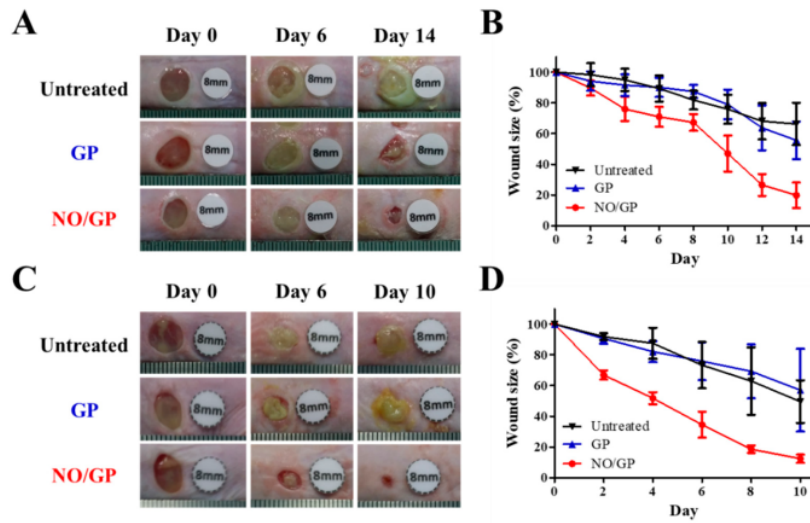 A
Day 0 Day 6 Day 14
Untreated
8mm 8mm 8mm
GP
8mm 8mm 8mm
NO/GP
8mm 8mm 8mm
B
Wound size (%)
100
80
60
40
20
0
Untreated
GP
NO/GP
0 2 4 6 8 10 12 14
Day
C
Day 0 Day 6 Day 10
Untreated
8mm 8mm 8mm
GP
8mm 8mm 8mm
NO/GP
8mm 8mm 8mm
D
Wound size (%)
100
80
60
40
20
0
Untreated
GP
NO/GP
0 2 4 6 8 10
Day